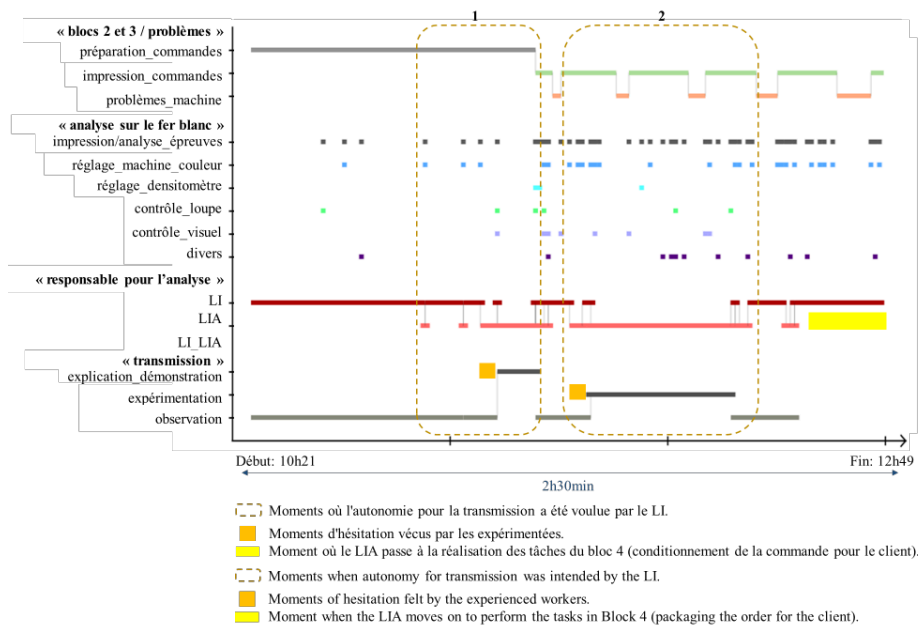 1
2
« blocs 2 et 3 / problèmes »
préparation_commandes
impression_commandes
problèmes_machine
« analyse sur le fer blanc »
impression/analyse_épreuves
réglage_machine_couleur
réglage_densitomètre
contrôle_loupe
contrôle_visuel
divers
« responsable pour l'analyse »
LI
LIA
LI_LIA
« transmission »
explication_démonstration
expérimentation
observation
Début: 10h21
Fin: 12h49
2h30min
Moments où l'autonomie pour la transmission a été voulue par le LI.
Moments d'hésitation vécus par les expérimentées.
Moment où le LIA passe à la réalisation des tâches du bloc 4 (conditionnement de la commande pour le client).
Moments when autonomy for transmission was intended by the LI.
Moments of hesitation felt by the experienced workers.
Moment when the LIA moves on to perform the tasks in Block 4 (packaging the order for the client).